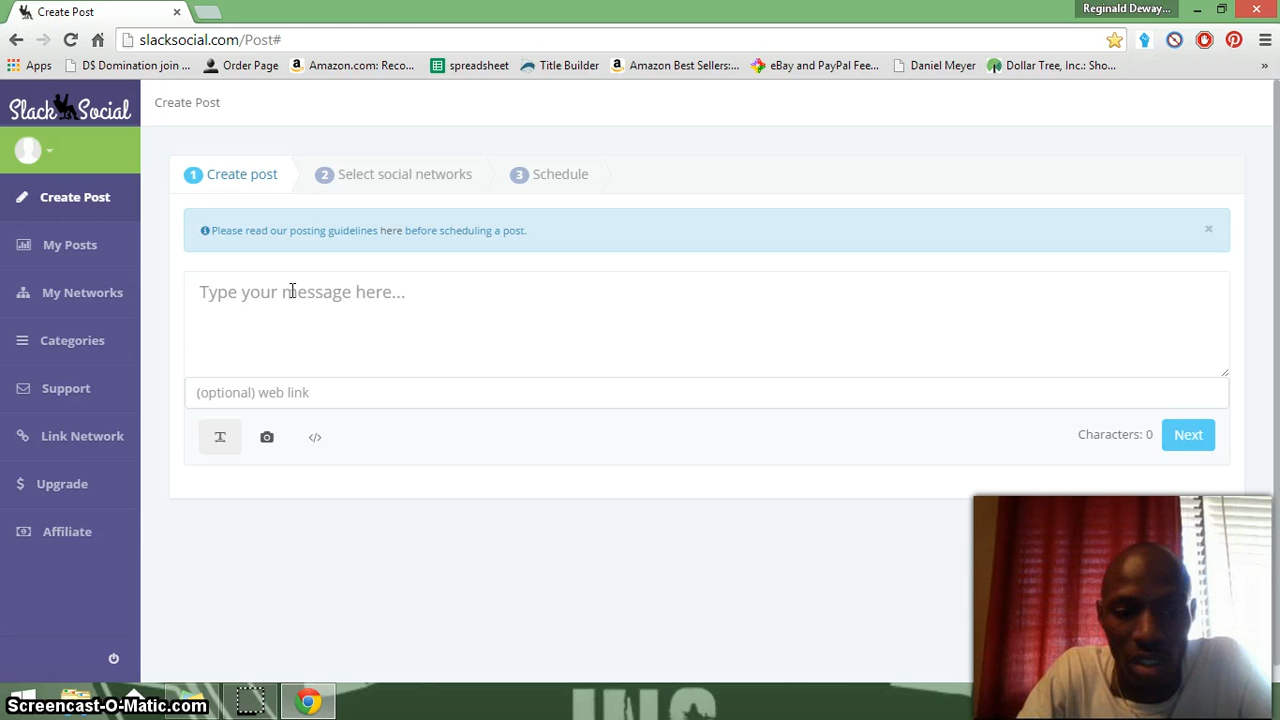 Create Post
Reginald Deway...
slacksocial.com/Post#
Apps
DS Domination join ...
Order Page
Amazon.com: Reco...
spreadsheet
Title Builder
Amazon Best Sellers:...
eBay and PayPal Fee...
Daniel Meyer
Dollar Tree, Inc.: Sho...
»
Slack Social
Create Post
1 Create post
2 Select social networks
3 Schedule
Create Post
My Posts
My Networks
Categories
Support
Link Network
$ Upgrade
Affiliate
Please read our posting guidelines here before scheduling a post.
×
Type your message here...
(optional) web link
</>
Characters: 0
Next
Screencast-O-Matic.com
INC